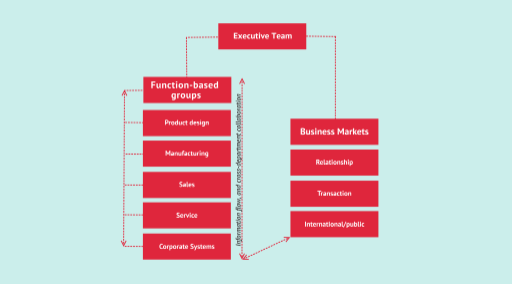 Executive Team
Function-based
groups
Product design
Manufacturing
Sales
Service
Corporate Systems
Information flow, and cross-department collaboration
Business Markets
Relationship
Transaction
International/public